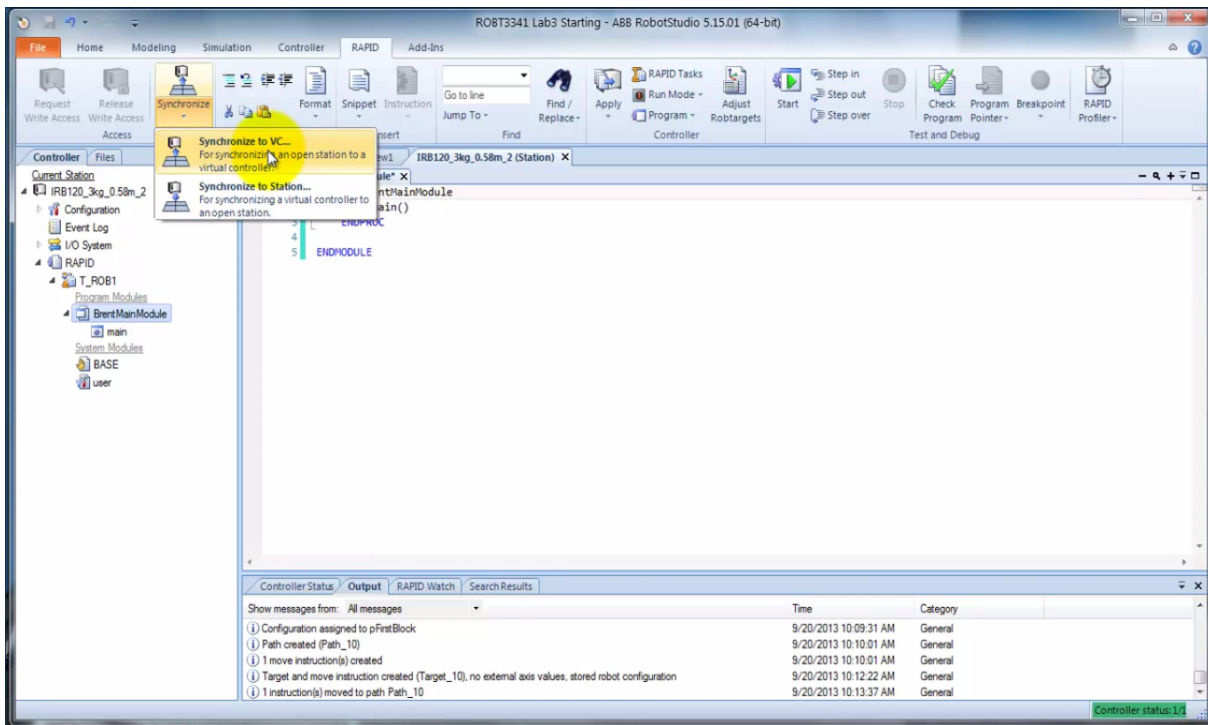 ROBT3341 Lab3 Starting - ABB RobotStudio 5.15.01 (64-bit)
File Home Modeling Simulation Controller RAPID Add-Ins
Request Write Access
Release Write Access
Synchronize
Format
Snippet
Instruction
Go to line
Jump To
Find / Replace
Apply
RAPID Tasks
Run Mode
Program
Adjust Robtargets
Start
Step in
Step out
Step over
Stop
Check Program
Program Pointer
Breakpoint
RAPID Profiler
Access
Find
Controller
Test and Debug
Synchronize to VC...
For synchronizing an open station to a
virtual controller.
Synchronize to Station...
For synchronizing a virtual controller to
an open station.
Controller Files
IRB120_3kg_0.58m_2 (Station) X
Current Station
IRB120_3kg_0.58m_2
Configuration
Event Log
I/O System
RAPID
T_ROB1
Program Modules
BrentMainModule
main
System Modules
BASE
user
ntMainModule
ain()
3 ENDPROC
4
5 ENDMODULE
Controller Status Output RAPID Watch Search Results
Show messages from: All messages Time Category
Configuration assigned to pFirstBlock 9/20/2013 10:09:31 AM General
Path created (Path_10) 9/20/2013 10:10:01 AM General
1 move instruction(s) created 9/20/2013 10:10:01 AM General
Target and move instruction created (Target_10), no external axis values, stored robot configuration 9/20/2013 10:12:22 AM General
1 instruction(s) moved to path Path_10 9/20/2013 10:13:37 AM General
Controller status: 1/1